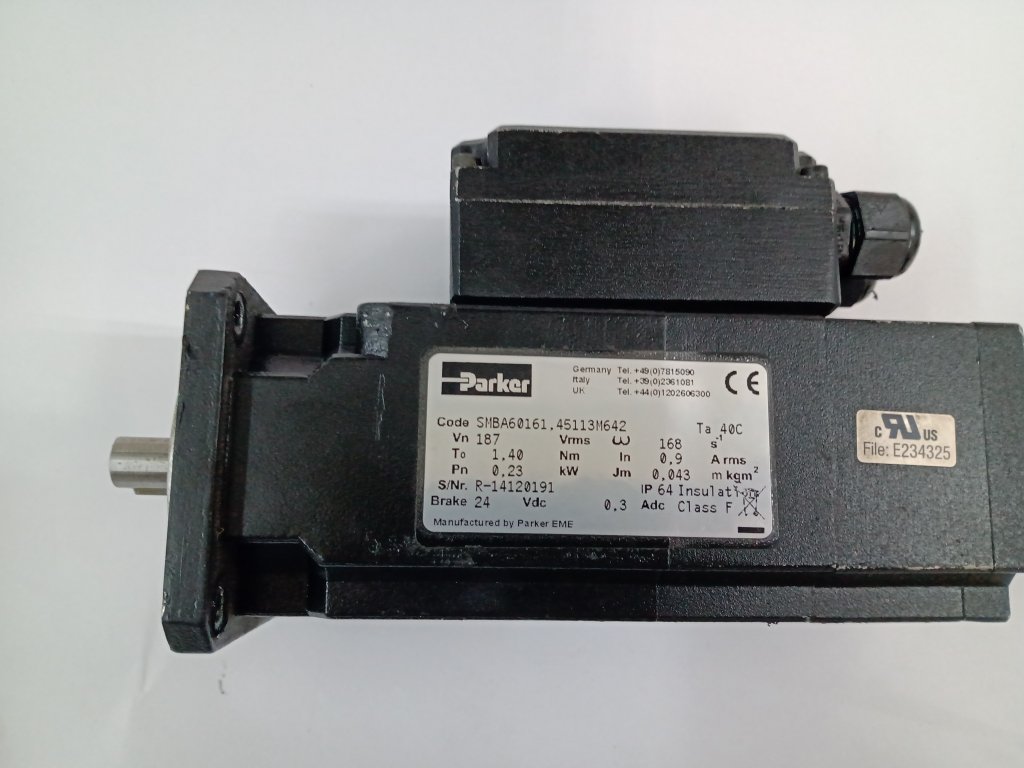 Parker
Germany Tel. +49(0)7815090
Italy Tel. +39(0)2361081
UK Tel. +44(0)1202606300
CE
Code SMBA60161.45113M642 Ta 40C
Vn 187 Vrms ω 168 s⁻¹
To 1.40 Nm In 0.9 Arms
Pn 0.23 kW Jm 0.043 mkgm²
S/Nr. R-14120191 IP 64 Insulation
Brake 24 Vdc 0.3 Adc Class F
Manufactured by Parker EME
c RU US
File: E234325